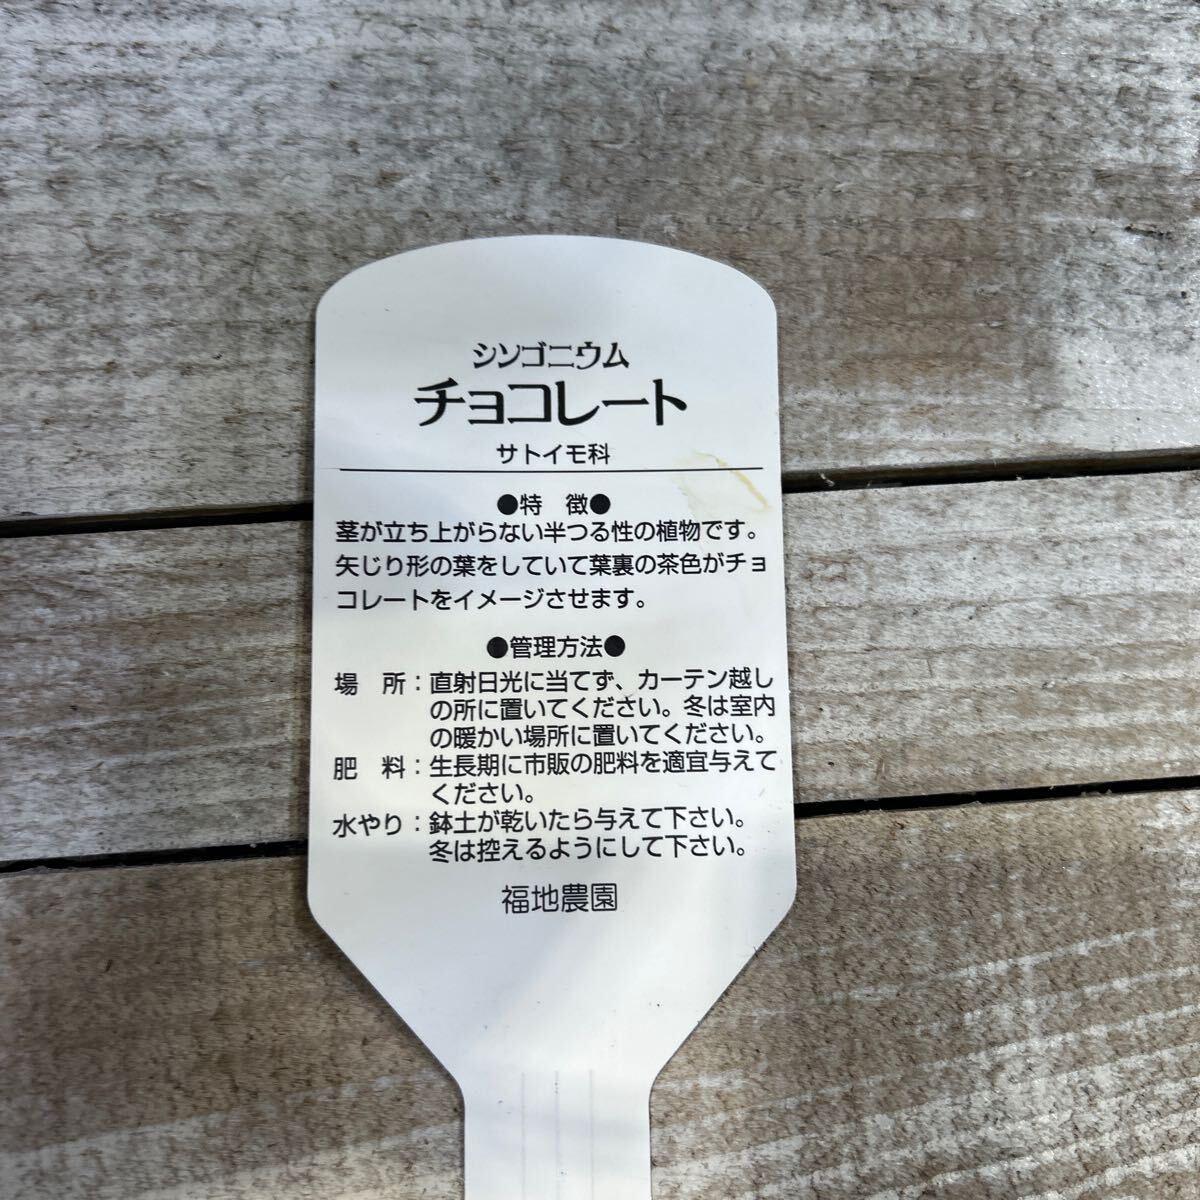 シンゴニウム
チョコレート
サトイモ科
●特　徴●
茎が立ち上がらない半つる性の植物です。
矢じり形の葉をしていて葉裏の茶色がチョ
コレートをイメージさせます。
●管理方法●
場　所：直射日光に当てず、カーテン越し
の所に置いてください。冬は室内
の暖かい場所に置いてください。
肥　料：生長期に市販の肥料を適宜与えて
ください。
水やり：鉢土が乾いたら与えて下さい。
冬は控えるようにして下さい。
福地農園